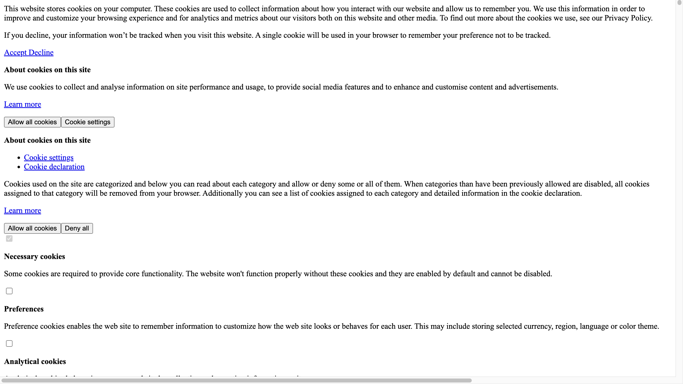 This website stores cookies on your computer. These cookies are used to collect information about how you interact with our website and allow us to remember you. We use this information in order to
improve and customize your browsing experience and for analytics and metrics about our visitors both on this website and other media. To find out more about the cookies we use, see our Privacy Policy.
If you decline, your information won't be tracked when you visit this website. A single cookie will be used in your browser to remember your preference not to be tracked.
Accept Decline
About cookies on this site
We use cookies to collect and analyse information on site performance and usage, to provide social media features and to enhance and customise content and advertisements.
Learn more
Allow all cookies Cookie settings
About cookies on this site
Cookie settings
Cookie declaration
Cookies used on the site are categorized and below you can read about each category and allow or deny some or all of them. When categories than have been previously allowed are disabled, all cookies
assigned to that category will be removed from your browser. Additionally you can see a list of cookies assigned to each category and detailed information in the cookie declaration.
Learn more
Allow all cookies Deny all
Necessary cookies
Some cookies are required to provide core functionality. The website won't function properly without these cookies and they are enabled by default and cannot be disabled.
Preferences
Preference cookies enables the web site to remember information to customize how the web site looks or behaves for each user. This may include storing selected currency, region, language or color theme.
Analytical cookies